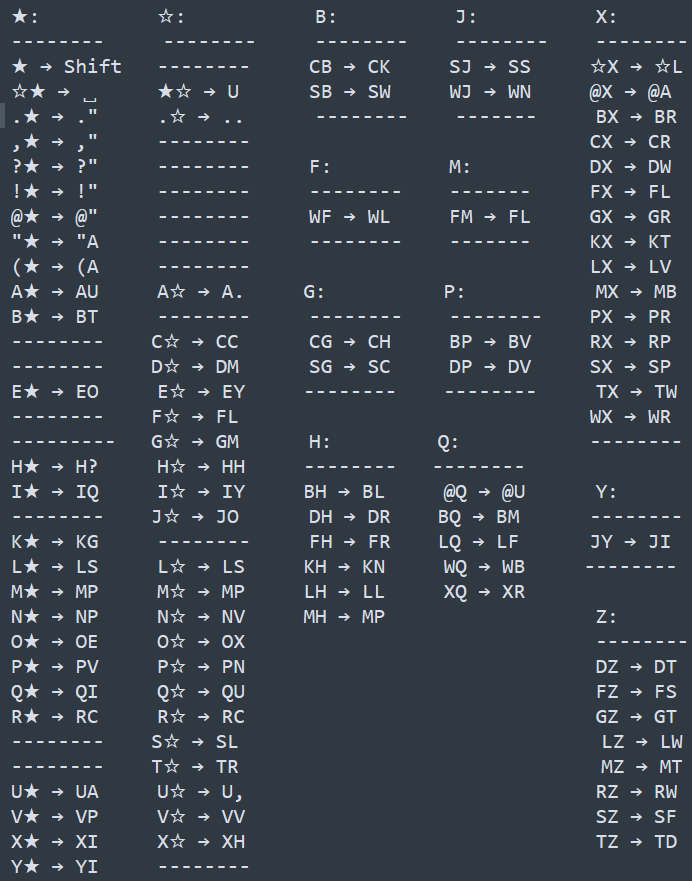 ★:
--------
★ → Shift
☆★ → ␣
.★ → ."
,★ → ,"
?★ → ?"
!★ → !"
@★ → @"
"★ → "A
(★ → (A
A★ → AU
B★ → BT
--------
--------
E★ → EO
--------
---------
H★ → H?
I★ → IQ
--------
K★ → KG
L★ → LS
M★ → MP
N★ → NP
O★ → OE
P★ → PV
Q★ → QI
R★ → RC
--------
--------
U★ → UA
V★ → VP
X★ → XI
Y★ → YI
☆:
--------
--------
★☆ → U
.☆ → ..
--------
--------
--------
--------
--------
--------
A☆ → A.
--------
C☆ → CC
D☆ → DM
E☆ → EY
F☆ → FL
G☆ → GM
H☆ → HH
I☆ → IY
J☆ → JO
--------
L☆ → LS
M☆ → MP
N☆ → NV
O☆ → OX
P☆ → PN
Q☆ → QU
R☆ → RC
S☆ → SL
T☆ → TR
U☆ → U,
V☆ → VV
X☆ → XH
--------
B:
--------
CB → CK
SB → SW
--------
F:
--------
WF → WL
--------
G:
--------
CG → CH
SG → SC
--------
H:
--------
BH → BL
DH → DR
FH → FR
KH → KN
LH → LL
MH → MP
J:
--------
SJ → SS
WJ → WN
-------
M:
-------
FM → FL
-------
P:
--------
BP → BV
DP → DV
--------
Q:
--------
@Q → @U
BQ → BM
LQ → LF
WQ → WB
XQ → XR
X:
--------
☆X → ☆L
@X → @A
BX → BR
CX → CR
DX → DW
FX → FL
GX → GR
KX → KT
LX → LV
MX → MB
PX → PR
RX → RP
SX → SP
TX → TW
WX → WR
--------
Y:
--------
JY → JI
--------
Z:
--------
DZ → DT
FZ → FS
GZ → GT
LZ → LW
MZ → MT
RZ → RW
SZ → SF
TZ → TD